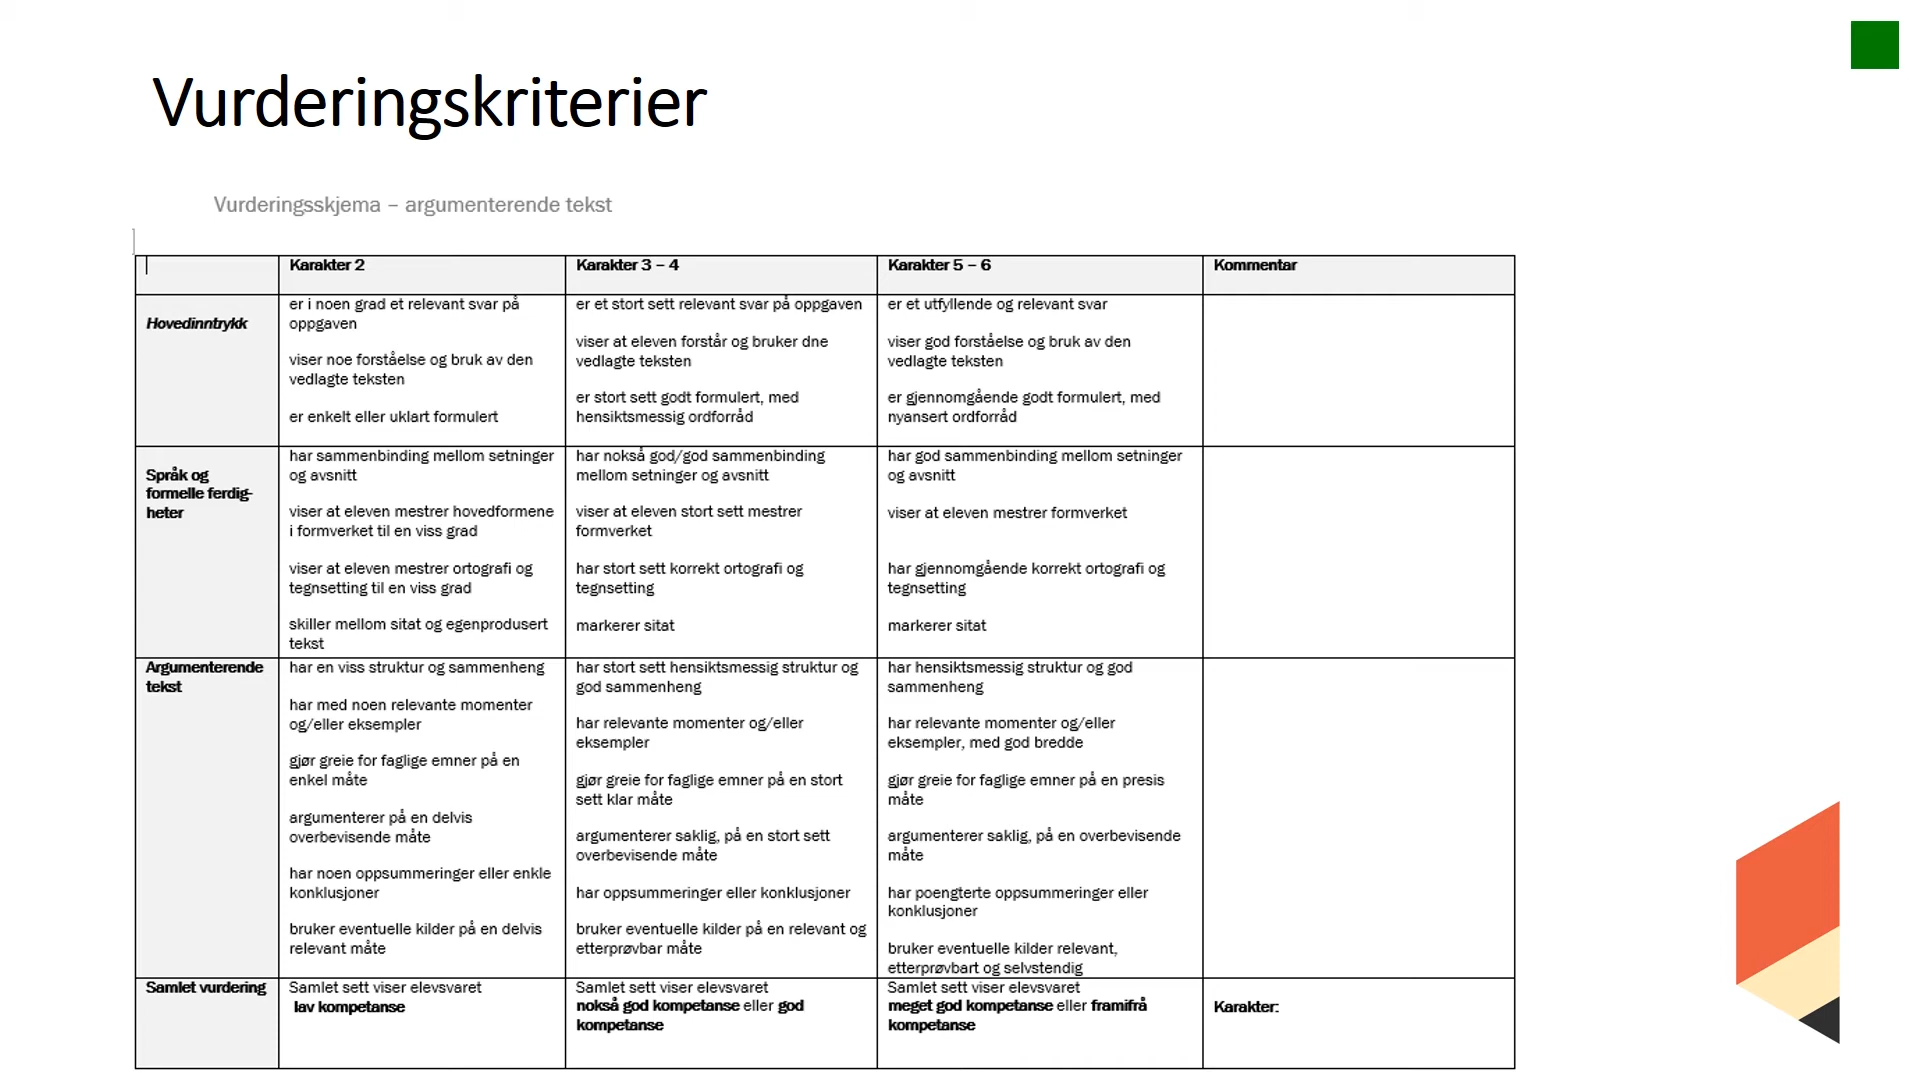 Vurderingskriterier
Vurderingsskjema – argumenterende tekst
Karakter 2
Karakter 3 – 4
Karakter 5 – 6
Kommentar
Hovedinntrykk
er i noen grad et relevant svar på
oppgaven
viser noe forståelse og bruk av den
vedlagte teksten
er enkelt eller uklart formulert
er et stort sett relevant svar på oppgaven
viser at eleven forstår og bruker dne
vedlagte teksten
er stort sett godt formulert, med
hensiktsmessig ordforråd
er et utfyllende og relevant svar
viser god forståelse og bruk av den
vedlagte teksten
er gjennomgående godt formulert, med
nyansert ordforråd
Språk og
formelle ferdig-
heter
har sammenbinding mellom setninger
og avsnitt
viser at eleven mestrer hovedformene
i formverket til en viss grad
viser at eleven mestrer ortografi og
tegnsetting til en viss grad
skiller mellom sitat og egenprodusert
tekst
har nokså god/god sammenbinding
mellom setninger og avsnitt
viser at eleven stort sett mestrer
formverket
har stort sett korrekt ortografi og
tegnsetting
markerer sitat
har god sammenbinding mellom setninger
og avsnitt
viser at eleven mestrer formverket
har gjennomgående korrekt ortografi og
tegnsetting
markerer sitat
Argumenterende
tekst
har en viss struktur og sammenheng
har med noen relevante momenter
og/eller eksempler
gjør greie for faglige emner på en
enkel måte
argumenterer på en delvis
overbevisende måte
har noen oppsummeringer eller enkle
konklusjoner
bruker eventuelle kilder på en delvis
relevant måte
har stort sett hensiktsmessig struktur og
god sammenheng
har relevante momenter og/eller
eksempler
gjør greie for faglige emner på en stort
sett klar måte
argumenterer saklig, på en stort sett
overbevisende måte
har oppsummeringer eller konklusjoner
bruker eventuelle kilder på en relevant og
etterprøvbar måte
har hensiktsmessig struktur og god
sammenheng
har relevante momenter og/eller
eksempler, med god bredde
gjør greie for faglige emner på en presis
måte
argumenterer saklig, på en overbevisende
måte
har poengterte oppsummeringer eller
konklusjoner
bruker eventuelle kilder relevant,
etterprøvbart og selvstendig
Samlet vurdering
Samlet sett viser elevsvaret
lav kompetanse
Samlet sett viser elevsvaret
nokså god kompetanse eller god
kompetanse
Samlet sett viser elevsvaret
meget god kompetanse eller framifrå
kompetanse
Karakter: